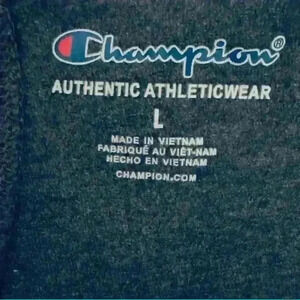 Champion
AUTHENTIC ATHLETICWEAR
L
MADE IN VIETNAM
FABRIQUÉ AU VIÊT-NAM
HECHO EN VIETNAM
CHAMPION.COM